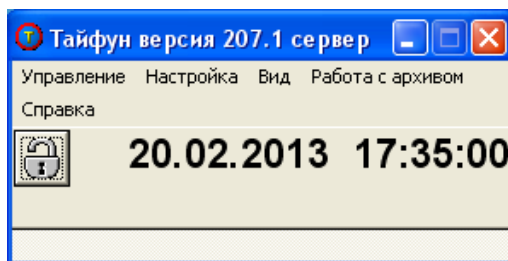 Тайфун версия 207.1 сервер
Управление Настройка Вид Работа с архивом
Справка
20.02.2013 17:35:00